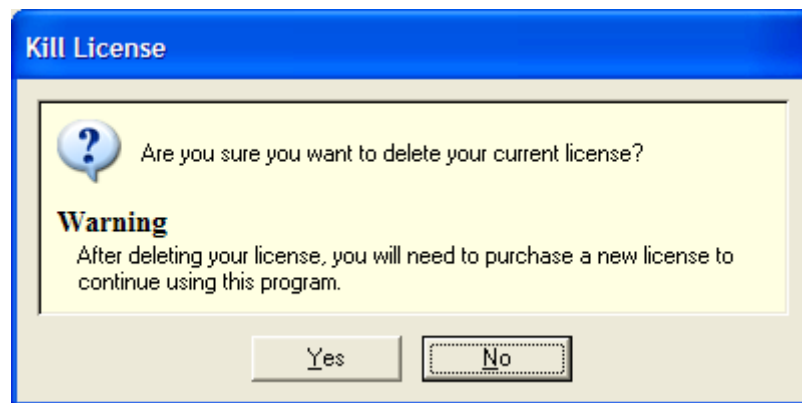 Kill License
Are you sure you want to delete your current license?
Warning
After deleting your license, you will need to purchase a new license to
continue using this program.
Yes
No